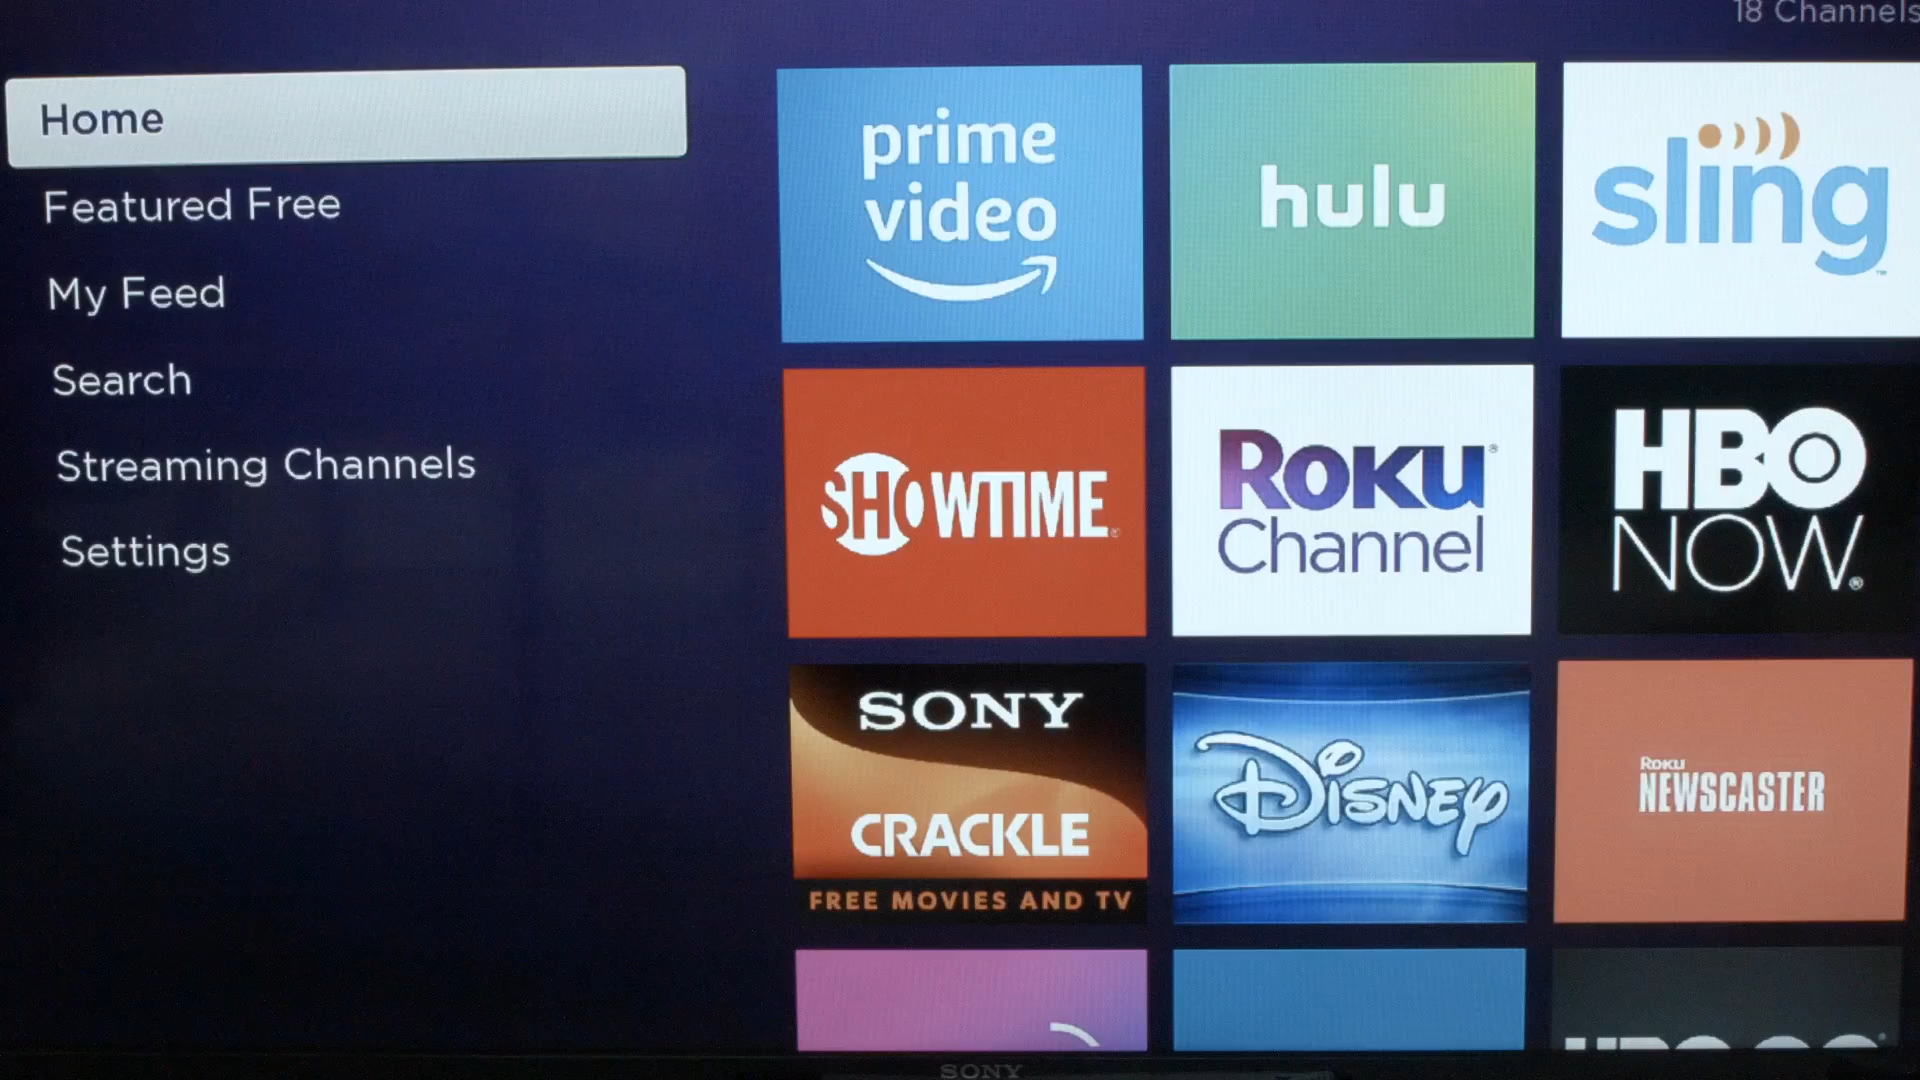 18 Channels
Home
Featured Free
My Feed
Search
Streaming Channels
Settings
prime
video
hulu
sling
SHOWTIME
ROKU
Channel
HBO
NOW
SONY
CRACKLE
FREE MOVIES AND TV
DISNEY
ROKU
NEWSCASTER
SONY